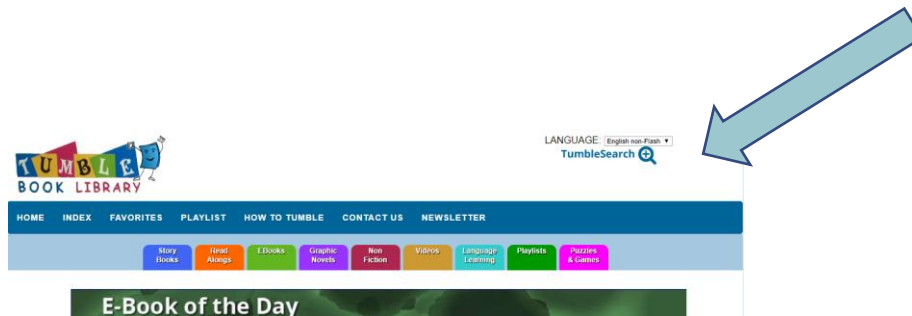 LANGUAGE: English non-Flash
TumbleSearch
TUMBLE
BOOK LIBRARY
HOME INDEX FAVORITES PLAYLIST HOW TO TUMBLE CONTACT US NEWSLETTER
Story Books Read Alongs EBooks Graphic Novels Non Fiction Videos Language Learning Playlists Puzzles & Games
E-Book of the Day